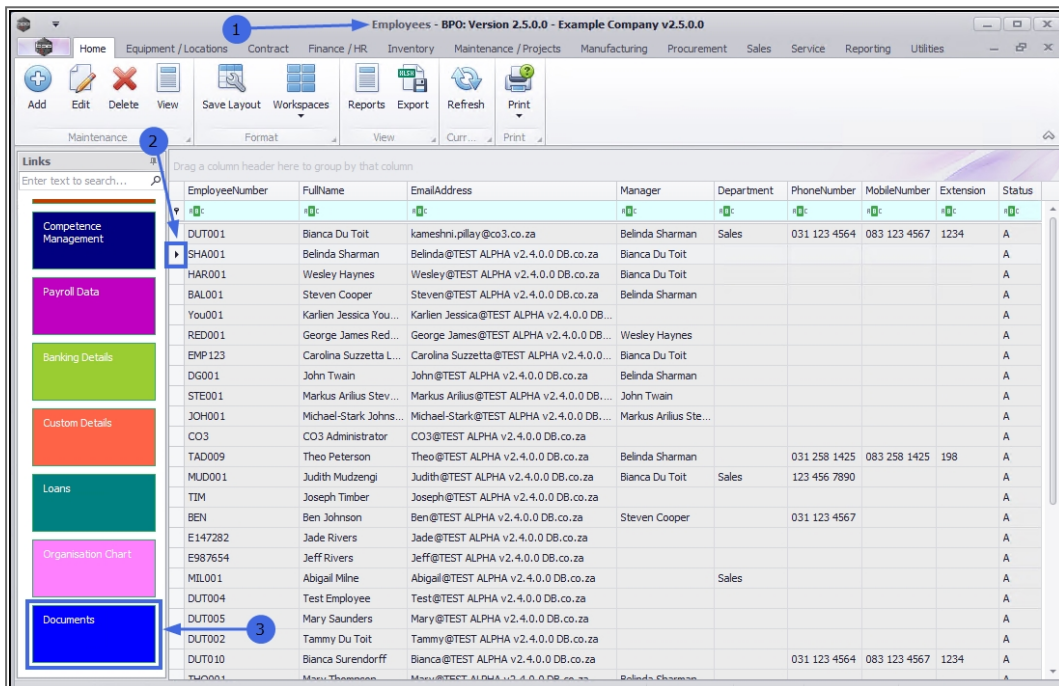 Employees - BPO: Version 2.5.0.0 - Example Company v2.5.0.0
1
Home Equipment / Locations Contract Finance / HR Inventory Maintenance / Projects Manufacturing Procurement Sales Service Reporting Utilities
Add Edit Delete View Save Layout Workspaces Reports Export Refresh Print
Maintenance Format View Curr... Print
2
Links
Enter text to search...
Drag a column header here to group by that column
EmployeeNumber FullName EmailAddress Manager Department PhoneNumber MobileNumber Extension Status
DUT001 Bianca Du Toit kameshni.pillay@co3.co.za Belinda Sharman Sales 031 123 4564 083 123 4567 1234 A
SHA001 Belinda Sharman Belinda@TEST ALPHA v2.4.0.0 DB.co.za Bianca Du Toit A
HAR001 Wesley Haynes Wesley@TEST ALPHA v2.4.0.0 DB.co.za Bianca Du Toit A
BAL001 Steven Cooper Steven@TEST ALPHA v2.4.0.0 DB.co.za Belinda Sharman A
You001 Karlien Jessica You... Karlien Jessica@TEST ALPHA v2.4.0.0 DB... A
RED001 George James Red... George James@TEST ALPHA v2.4.0.0 DB.... Wesley Haynes A
EMP123 Carolina Suzzetta L... Carolina Suzzetta@TEST ALPHA v2.4.0.0... Bianca Du Toit A
DG001 John Twain John@TEST ALPHA v2.4.0.0 DB.co.za Belinda Sharman A
STE001 Markus Arilius Stev... Markus Arilius@TEST ALPHA v2.4.0.0 DB.... John Twain A
JOH001 Michael-Stark Johns... Michael-Stark@TEST ALPHA v2.4.0.0 DB.... Markus Arilius Ste... A
CO3 CO3 Administrator CO3@TEST ALPHA v2.4.0.0 DB.co.za A
TAD009 Theo Peterson Theo@TEST ALPHA v2.4.0.0 DB.co.za Belinda Sharman 031 258 1425 083 258 1425 198 A
MUD001 Judith Mudzengi Judith@TEST ALPHA v2.4.0.0 DB.co.za Bianca Du Toit Sales 123 456 7890 A
TIM Joseph Timber Joseph@TEST ALPHA v2.4.0.0 DB.co.za A
BEN Ben Johnson Ben@TEST ALPHA v2.4.0.0 DB.co.za Steven Cooper 031 123 4567 A
E147282 Jade Rivers Jade@TEST ALPHA v2.4.0.0 DB.co.za A
E987654 Jeff Rivers Jeff@TEST ALPHA v2.4.0.0 DB.co.za A
MIL001 Abigail Milne Abigail@TEST ALPHA v2.4.0.0 DB.co.za Sales A
DUT004 Test Employee Test@TEST ALPHA v2.4.0.0 DB.co.za A
DUT005 Mary Saunders Mary@TEST ALPHA v2.4.0.0 DB.co.za A
DUT002 Tammy Du Toit Tammy@TEST ALPHA v2.4.0.0 DB.co.za A
DUT010 Bianca Surendorff Bianca@TEST ALPHA v2.4.0.0 DB.co.za 031 123 4564 083 123 4567 1234 A
THO001 Mary Thompson Mary@TEST ALPHA v2.4.0.0 DB.co.za Belinda Sharman A
Competence
Management
Payroll Data
Banking Details
Custom Details
Loans
Organisation Chart
Documents
3